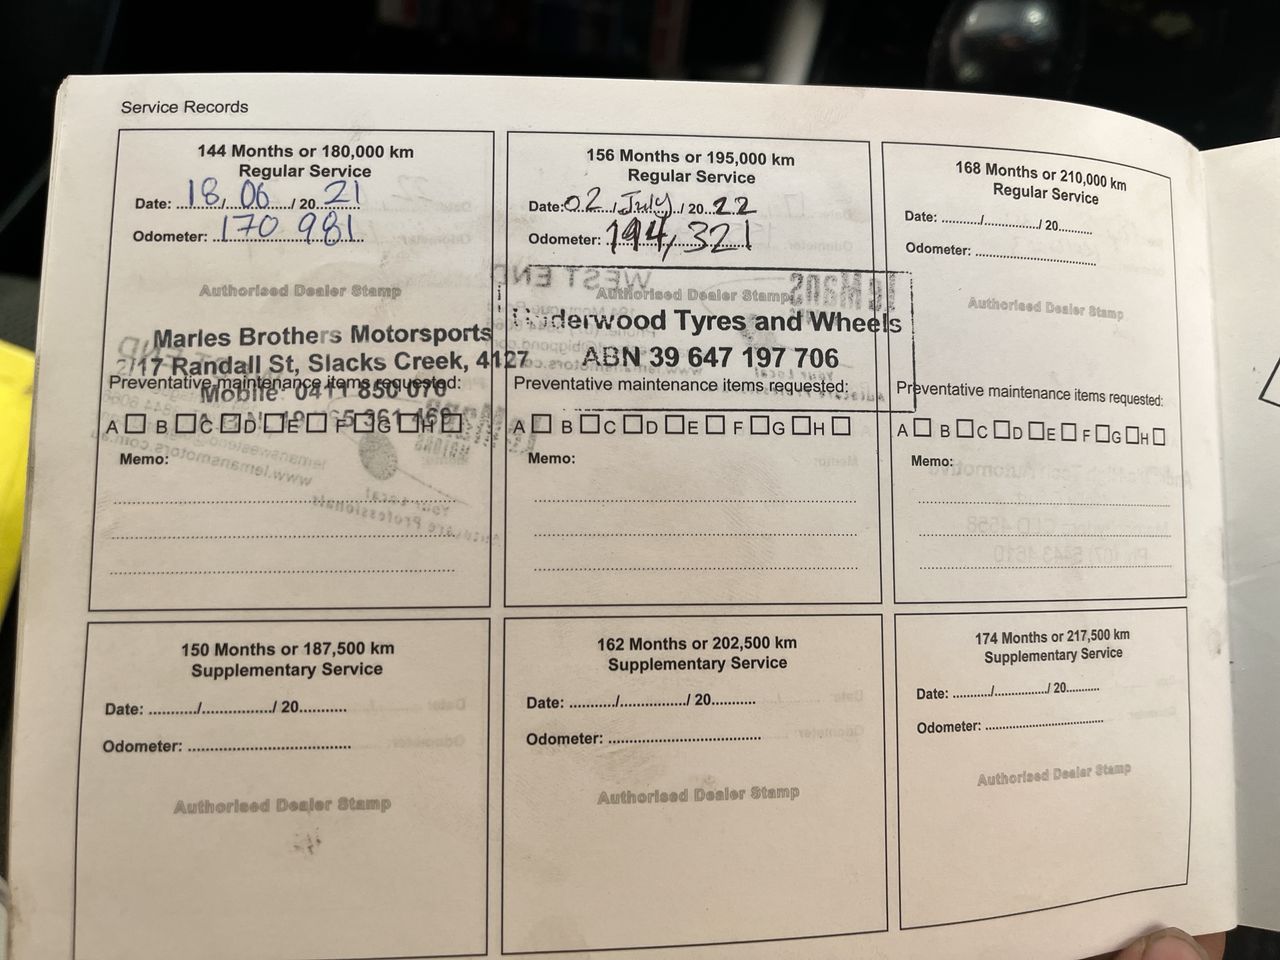 Service Records
144 Months or 180,000 km
Regular Service
Date: 18/06/2021
Odometer: 170 981
Authorised Dealer Stamp
Marles Brothers Motorsports
2/17 Randall St, Slacks Creek, 4127
Preventative maintenance items requested:
Mobile: 0411 850 076
A B C D E F G H
Memo:
156 Months or 195,000 km
Regular Service
Date: 02/July/2022
Odometer: 194,321
Authorised Dealer Stamp
Underwood Tyres and Wheels
ABN 39 647 197 706
Preventative maintenance items requested:
A B C D E F G H
Memo:
168 Months or 210,000 km
Regular Service
Date: ........../................/ 20...........
Odometer: ........................................
Authorised Dealer Stamp
Preventative maintenance items requested:
A B C D E F G H
Memo:
150 Months or 187,500 km
Supplementary Service
Date: ........../................/ 20...........
Odometer: ........................................
Authorised Dealer Stamp
162 Months or 202,500 km
Supplementary Service
Date: ........../................/ 20...........
Odometer: ........................................
Authorised Dealer Stamp
174 Months or 217,500 km
Supplementary Service
Date: ........../................/ 20...........
Odometer: ........................................
Authorised Dealer Stamp